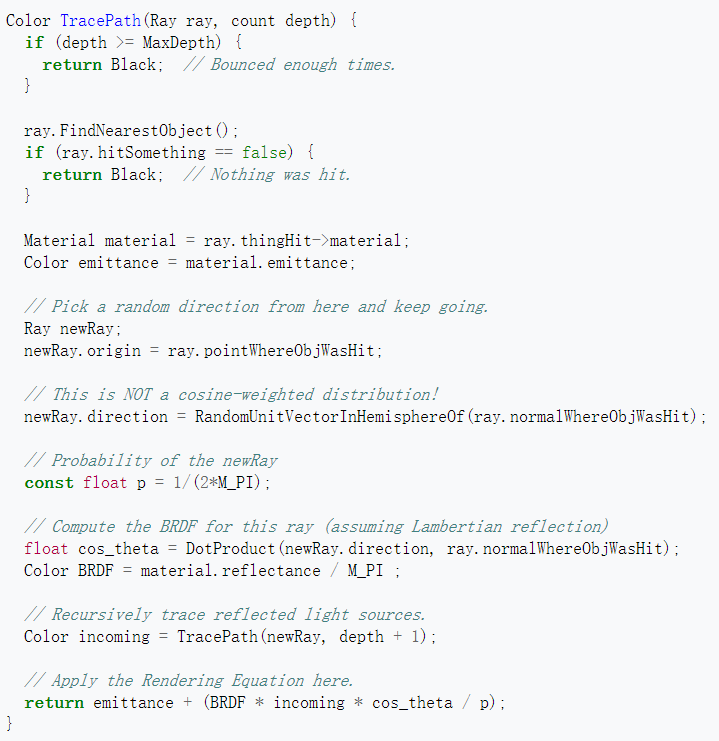 Color TracePath(Ray ray, count depth) {
  if (depth >= MaxDepth) {
    return Black;  // Bounced enough times.
  }

  ray.FindNearestObject();
  if (ray.hitSomething == false) {
    return Black;  // Nothing was hit.
  }

  Material material = ray.thingHit->material;
  Color emittance = material.emittance;

  // Pick a random direction from here and keep going.
  Ray newRay;
  newRay.origin = ray.pointWhereObjWasHit;

  // This is NOT a cosine-weighted distribution!
  newRay.direction = RandomUnitVectorInHemisphereOf(ray.normalWhereObjWasHit);

  // Probability of the newRay
  const float p = 1/(2*M_PI);

  // Compute the BRDF for this ray (assuming Lambertian reflection)
  float cos_theta = DotProduct(newRay.direction, ray.normalWhereObjWasHit);
  Color BRDF = material.reflectance / M_PI ;

  // Recursively trace reflected light sources.
  Color incoming = TracePath(newRay, depth + 1);

  // Apply the Rendering Equation here.
  return emittance + (BRDF * incoming * cos_theta / p);
}